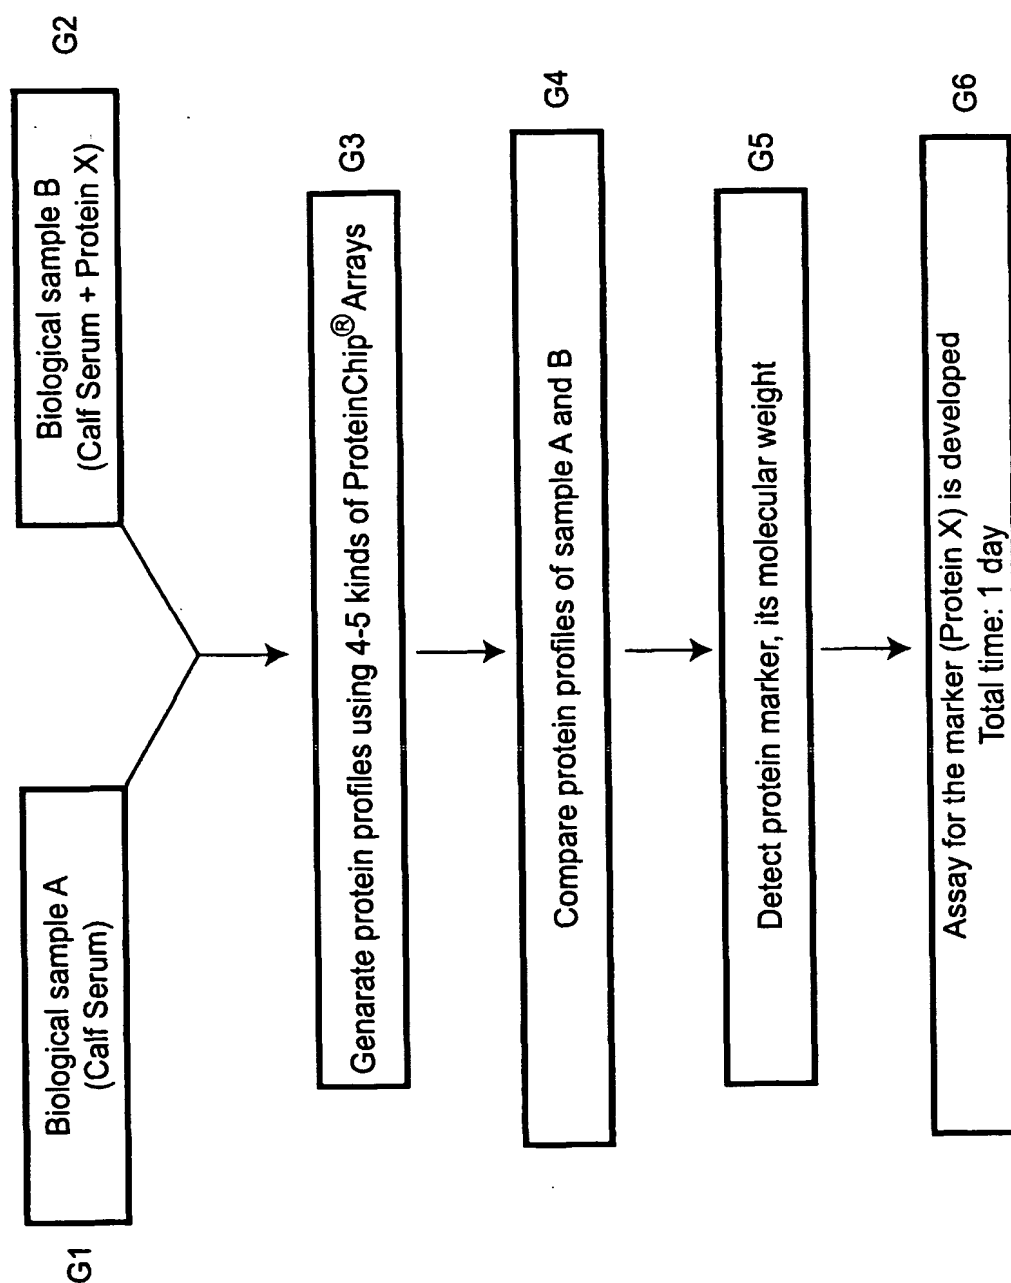 G1
Biological sample A
(Calf Serum)
Biological sample B
(Calf Serum + Protein X)
G2
Genarate protein profiles using 4-5 kinds of ProteinChip® Arrays
G3
Compare protein profiles of sample A and B
G4
Detect protein marker, its molecular weight
G5
Assay for the marker (Protein X) is developed
Total time: 1 day
G6